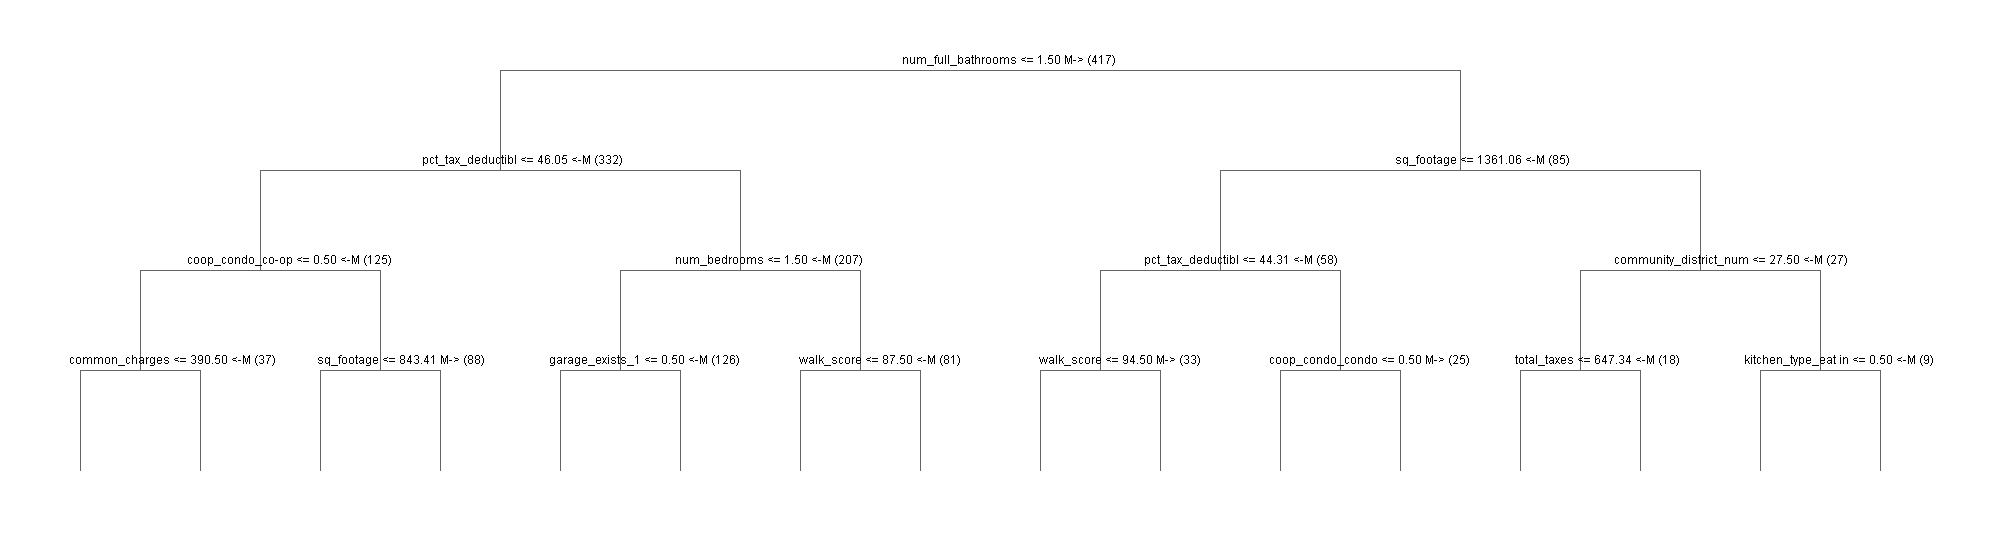 num_full_bathrooms <= 1.50 M-> (417)
pct_tax_deductibl <= 46.05 <-M (332)
sq_footage <= 1361.06 <-M (85)
coop_condo_co-op <= 0.50 <-M (125)
num_bedrooms <= 1.50 <-M (207)
pct_tax_deductibl <= 44.31 <-M (58)
community_district_num <= 27.50 <-M (27)
common_charges <= 390.50 <-M (37)
sq_footage <= 843.41 M-> (88)
garage_exists_1 <= 0.50 <-M (126)
walk_score <= 87.50 <-M (81)
walk_score <= 94.50 M-> (33)
coop_condo_condo <= 0.50 M-> (25)
total_taxes <= 647.34 <-M (18)
kitchen_type_eat in <= 0.50 <-M (9)